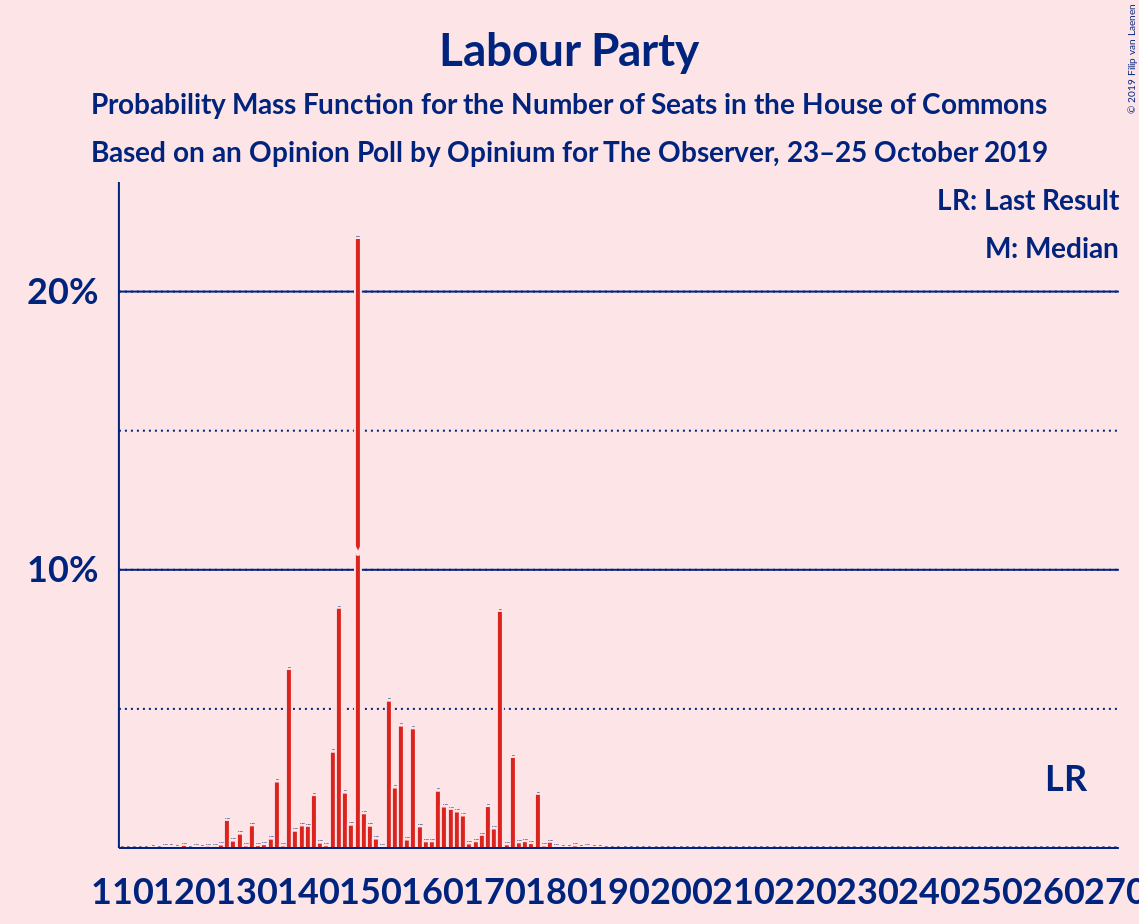 Labour Party
Probability Mass Function for the Number of Seats in the House of Commons
Based on an Opinion Poll by Opinium for The Observer, 23–25 October 2019
© 2019 Filip van Laenen
LR: Last Result
M: Median
20%
10%
LR
110 120 130 140 150 160 170 180 190 200 210 220 230 240 250 260 270